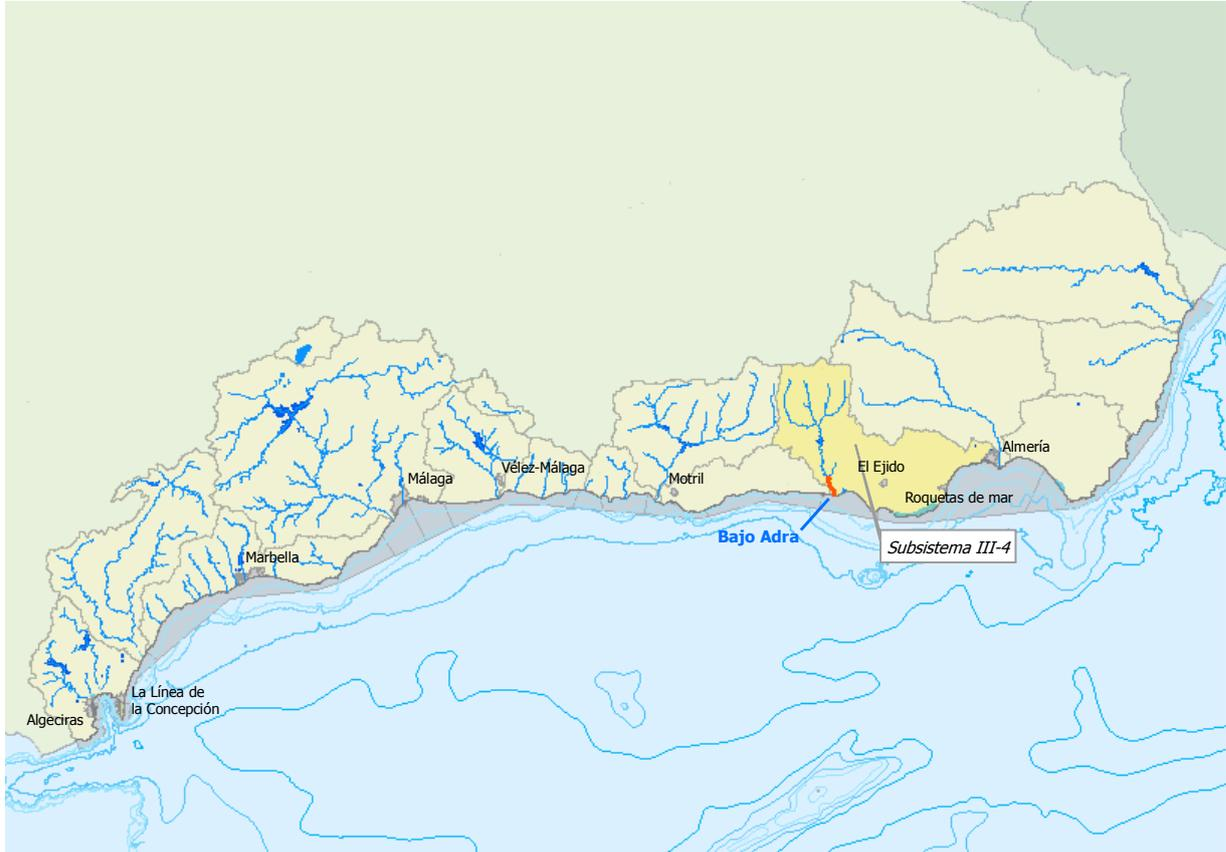 Almería
El Ejido
Vélez-Málaga
Málaga
Motril
Roquetas de mar
Bajo Adra
Subsistema III-4
Marbella
La Línea de
la Concepción
Algeciras